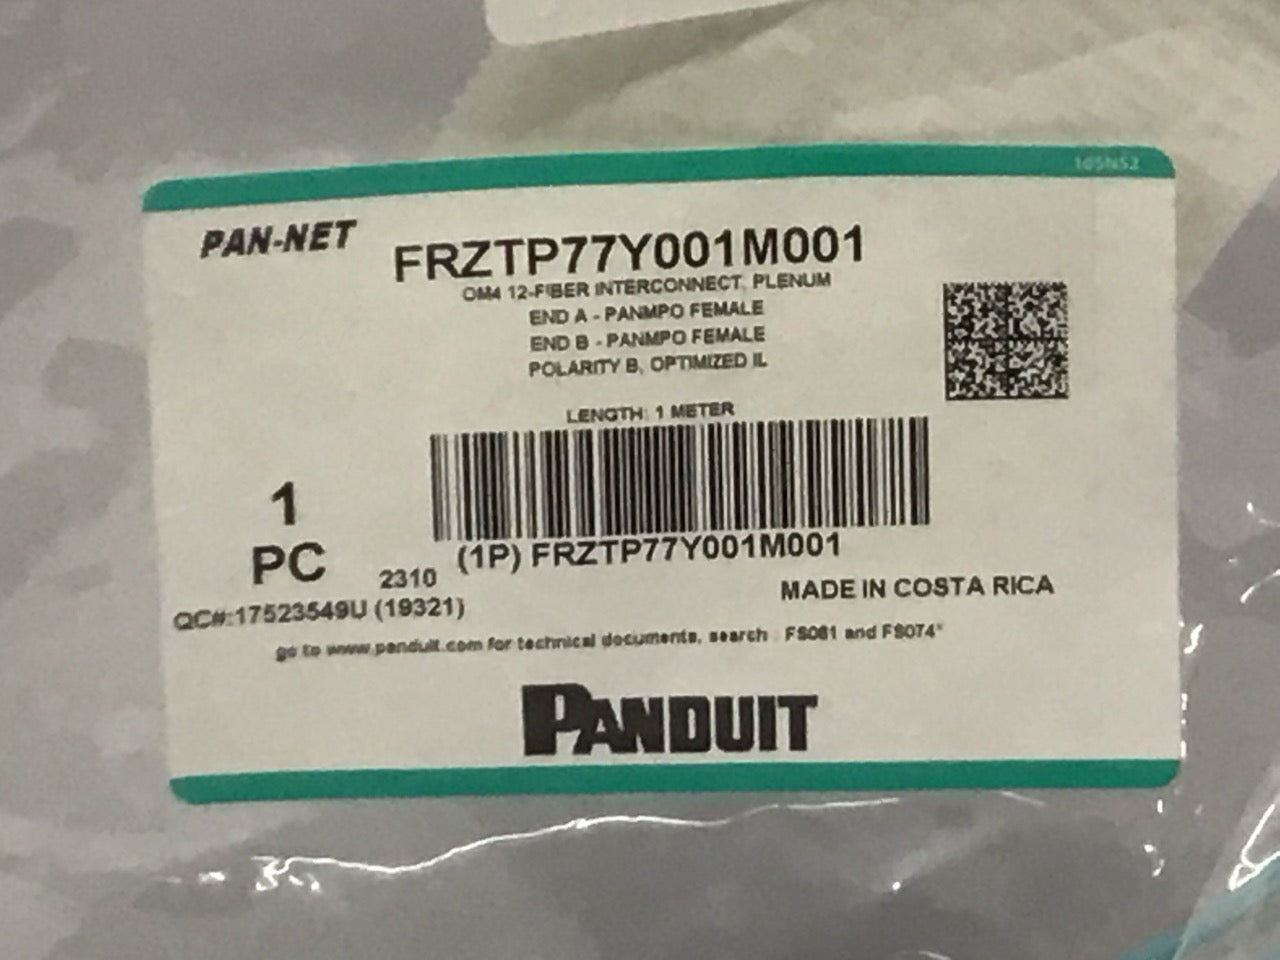 105N52
PAN-NET
FRZTP77Y001M001
OM4 12-FIBER INTERCONNECT, PLENUM
END A - PANMPO FEMALE
END B - PANMPO FEMALE
POLARITY B, OPTIMIZED IL
LENGTH: 1 METER
1
PC
(1P) FRZTP77Y001M001
2310
MADE IN COSTA RICA
QC#:17523549U (19321)
go to www.panduit.com for technical documents, search FS081 and FS074"
PANDUIT